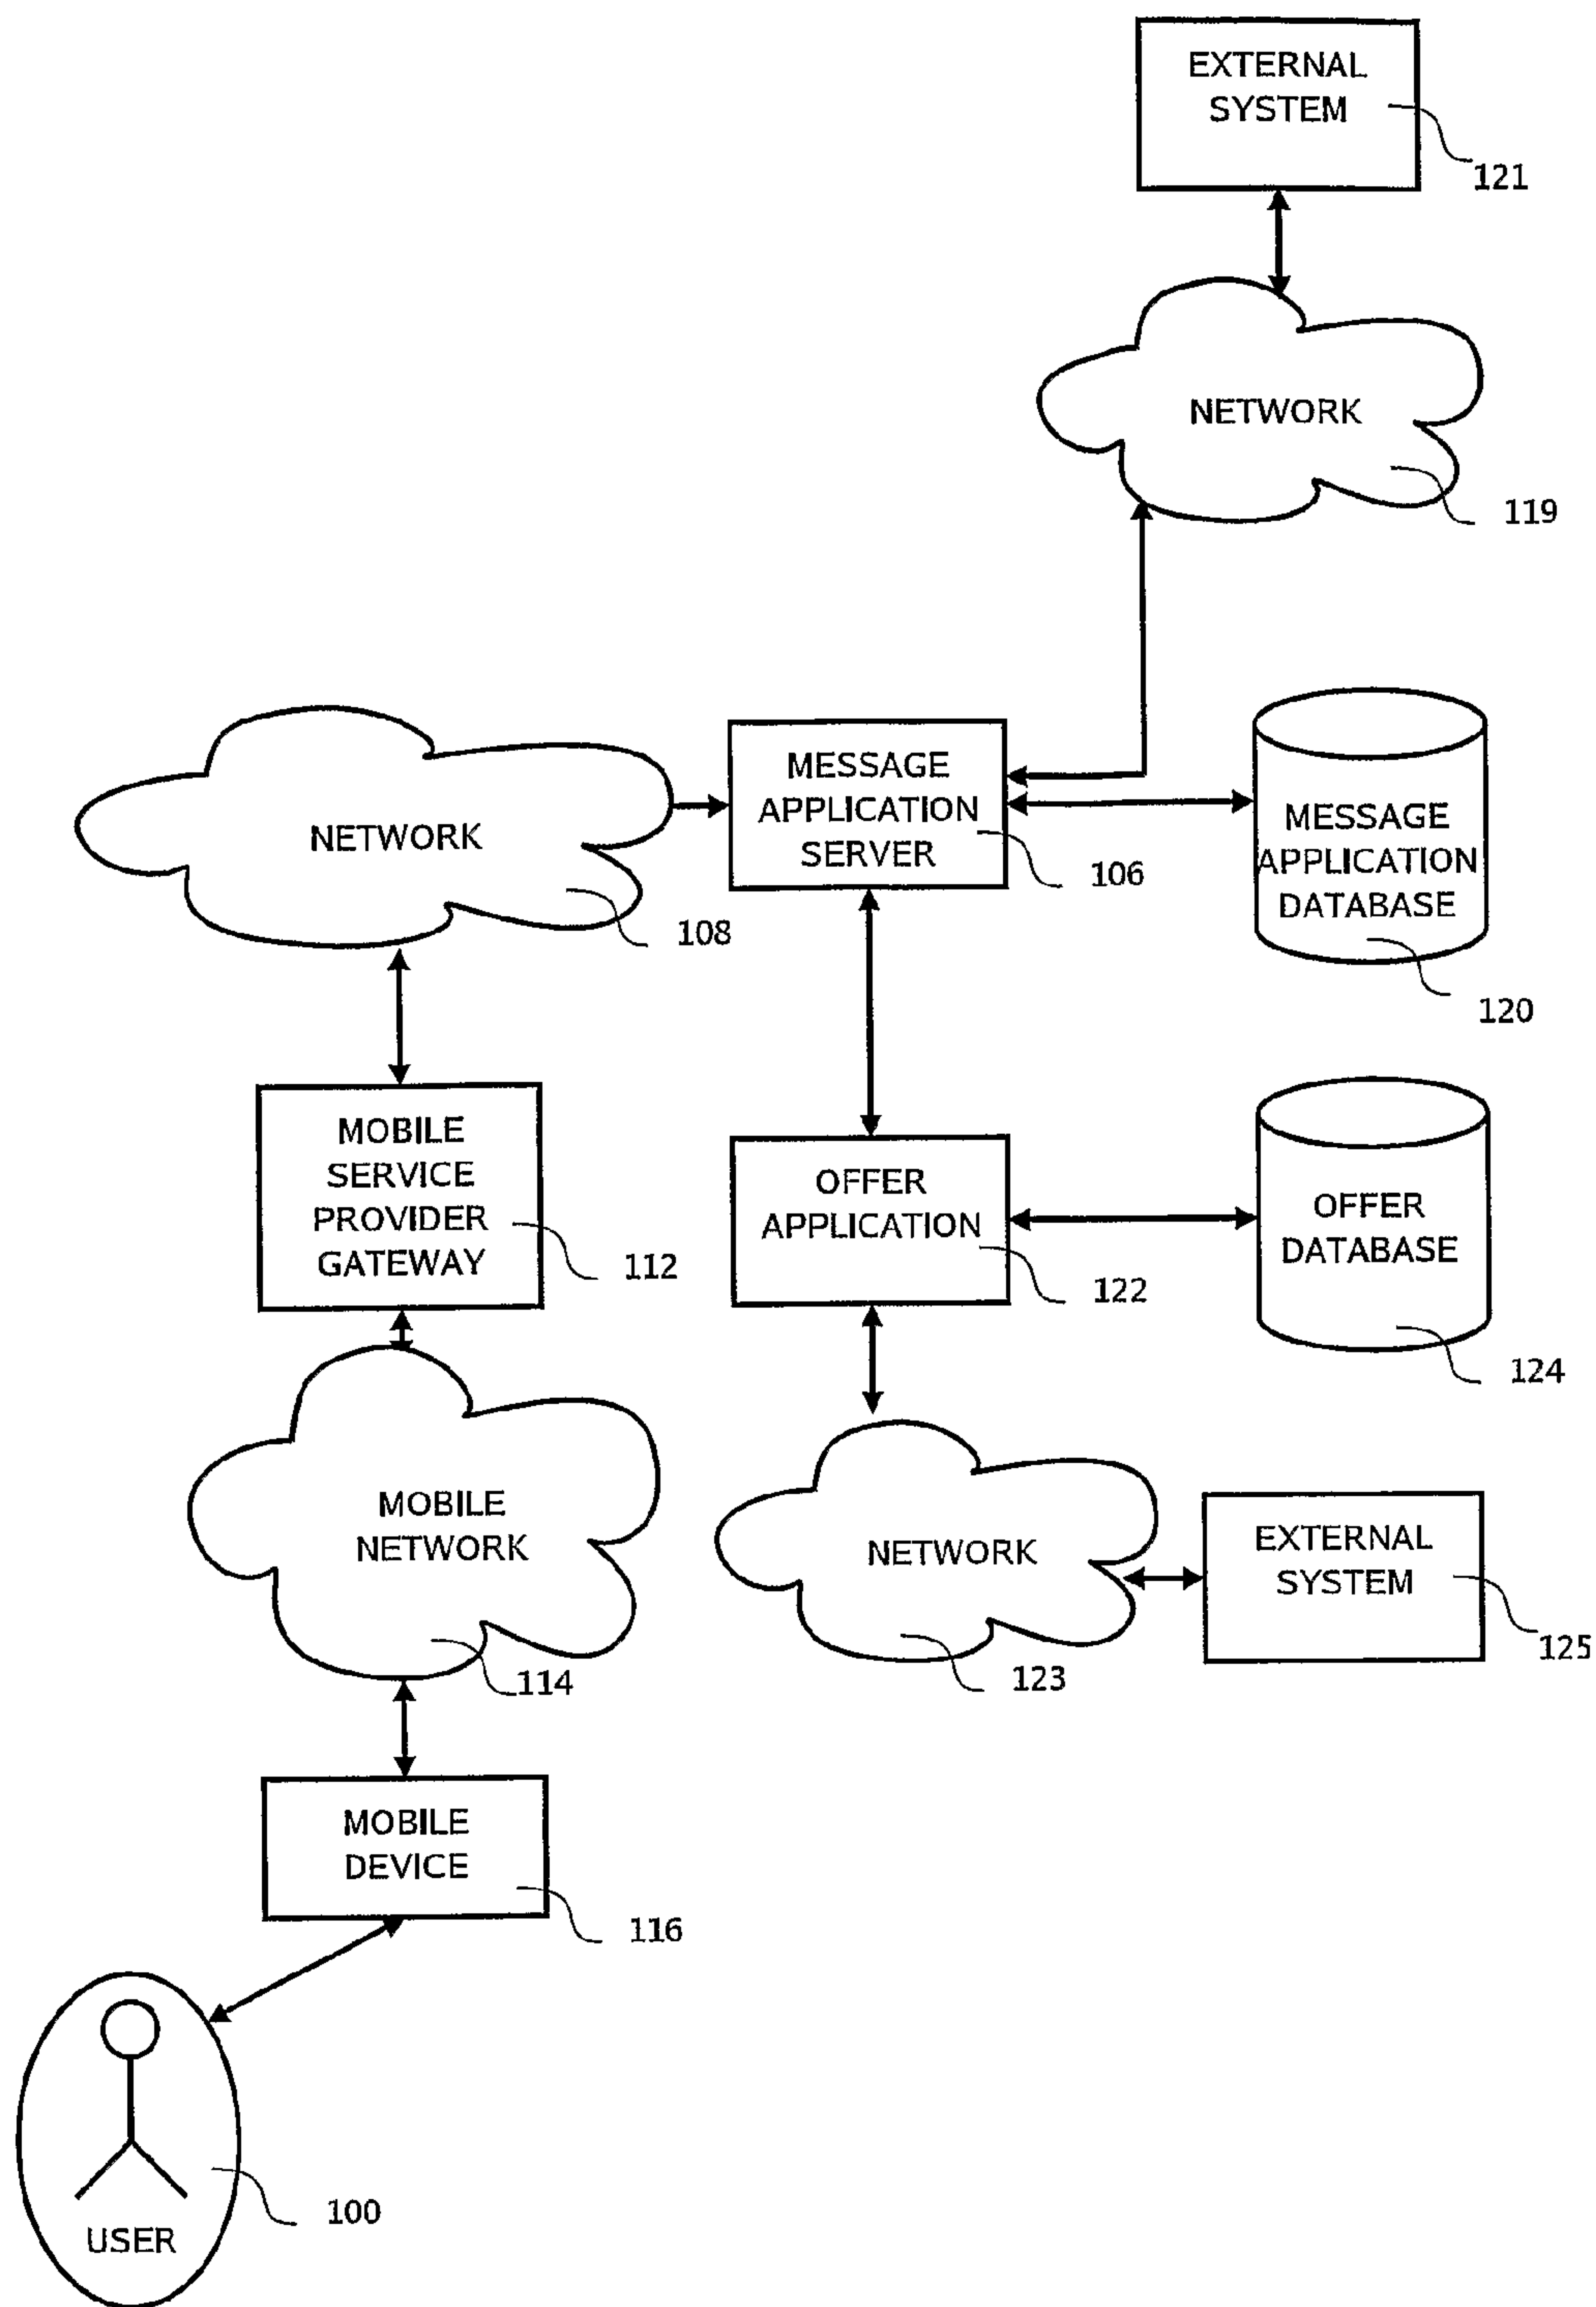 EXTERNAL
SYSTEM
121
NETWORK
119
MESSAGE
APPLICATION
SERVER
106
NETWORK
108
MESSAGE
APPLICATION
DATABASE
120
MOBILE
SERVICE
PROVIDER
GATEWAY
112
OFFER
APPLICATION
122
OFFER
DATABASE
124
MOBILE
NETWORK
114
NETWORK
123
EXTERNAL
SYSTEM
125
MOBILE
DEVICE
116
USER
100